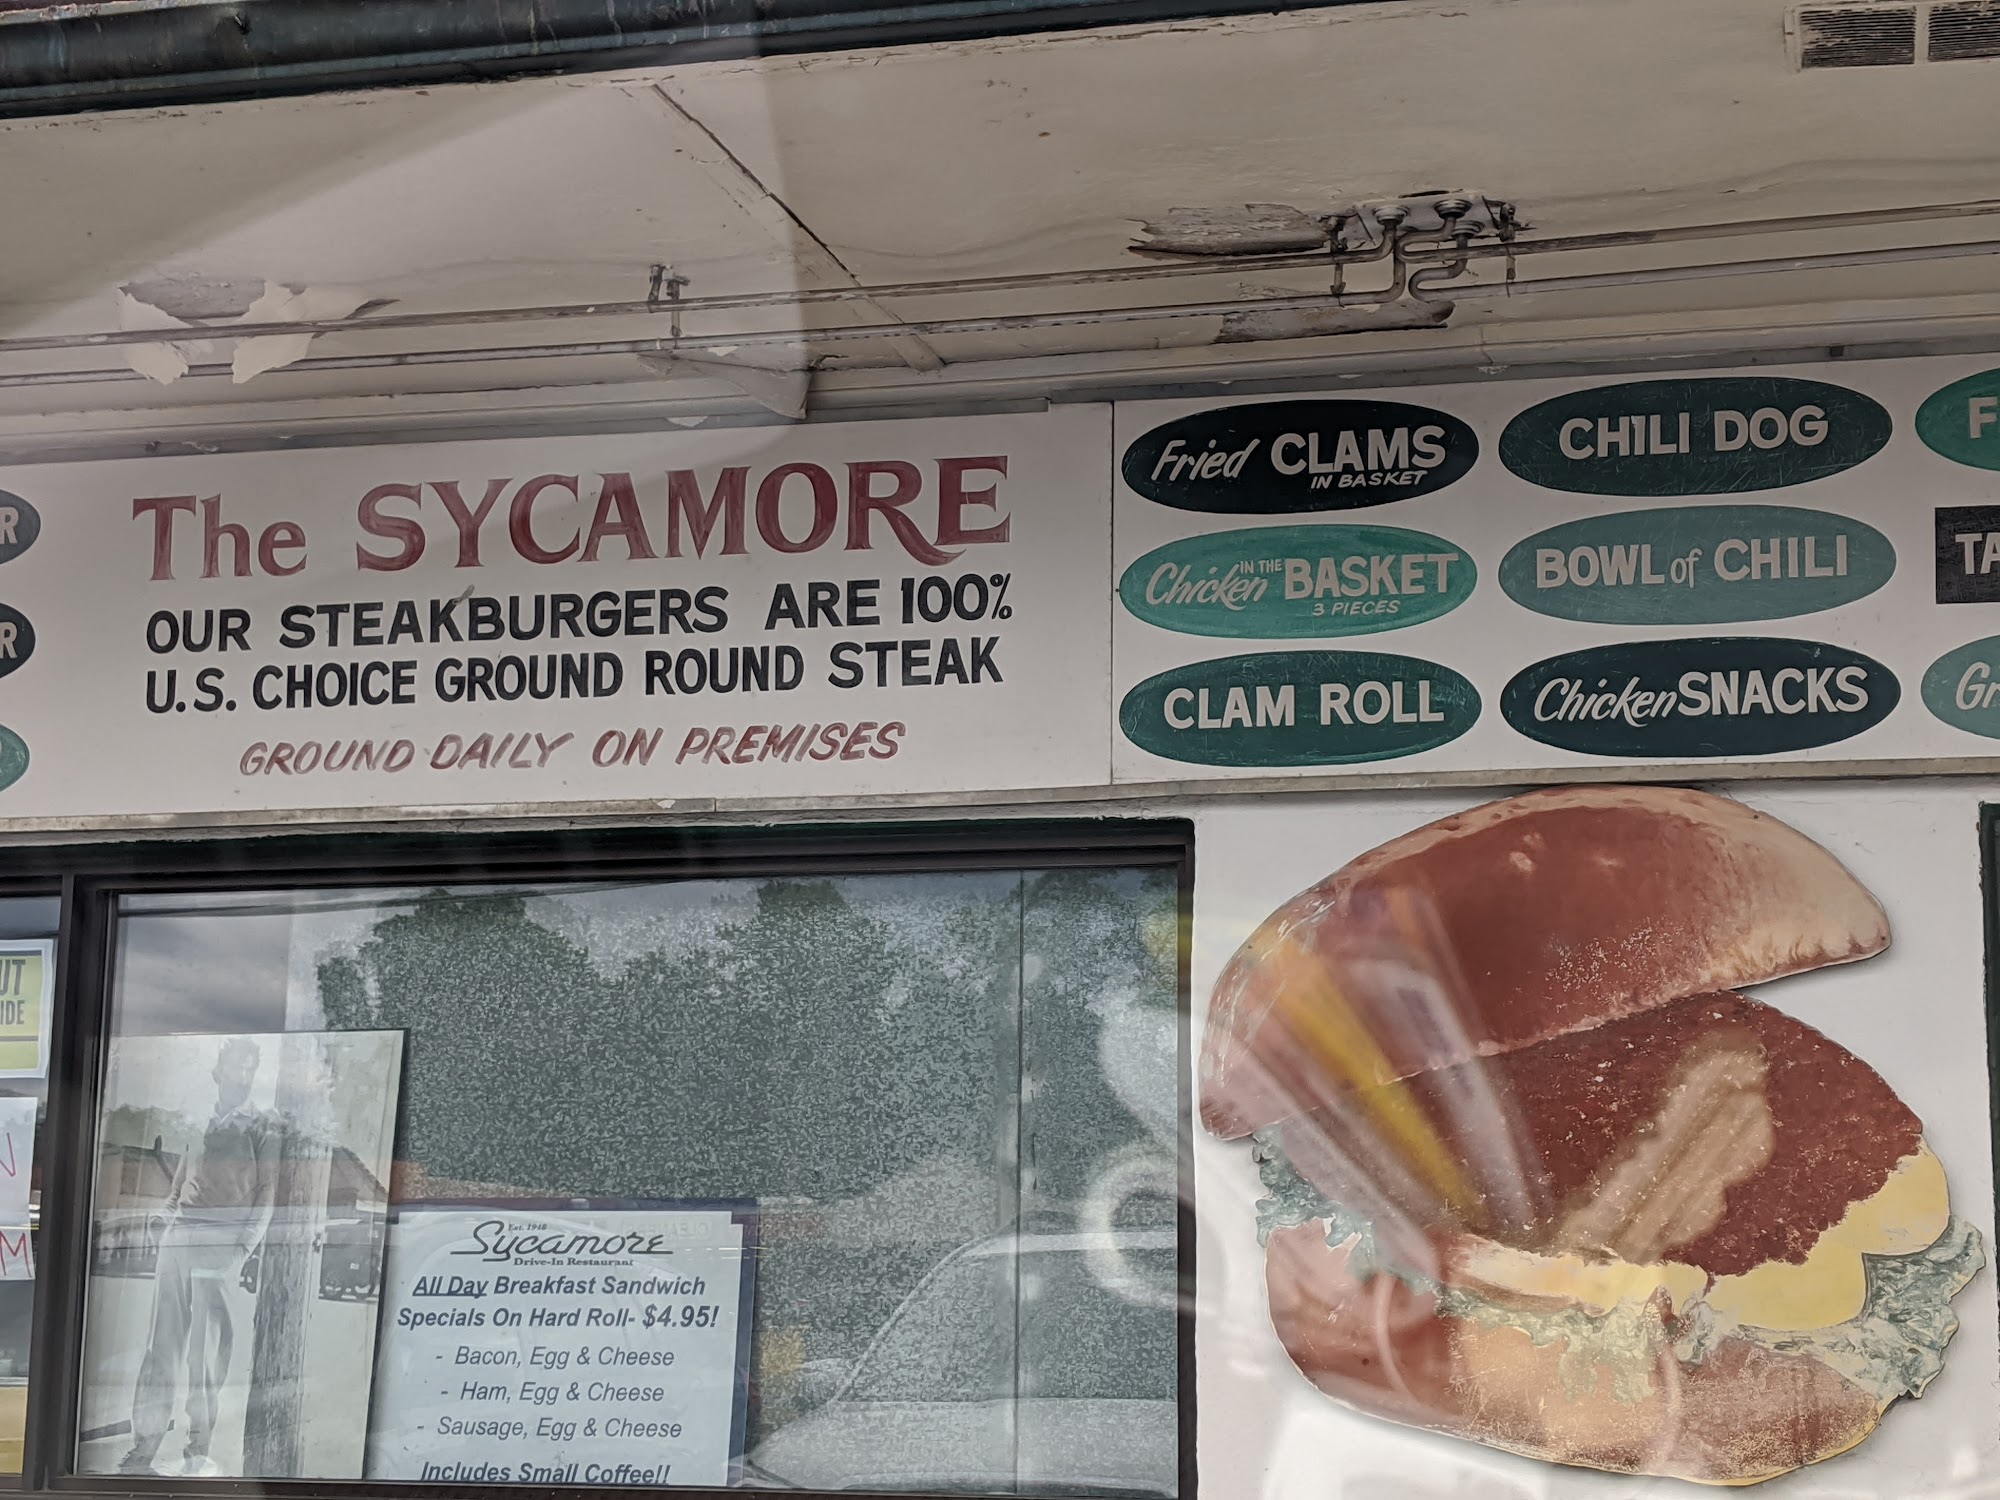 The SYCAMORE
OUR STEAKBURGERS ARE 100%
U.S. CHOICE GROUND ROUND STEAK
GROUND DAILY ON PREMISES
Fried CLAMS
IN BASKET
CHILI DOG
Chicken IN THE BASKET
3 PIECES
BOWL of CHILI
CLAM ROLL
Chicken SNACKS
Est. 1948
Sycamore
Drive-In Restaurant
All Day Breakfast Sandwich
Specials On Hard Roll- $4.95!
- Bacon, Egg & Cheese
- Ham, Egg & Cheese
- Sausage, Egg & Cheese
Includes Small Coffee!!